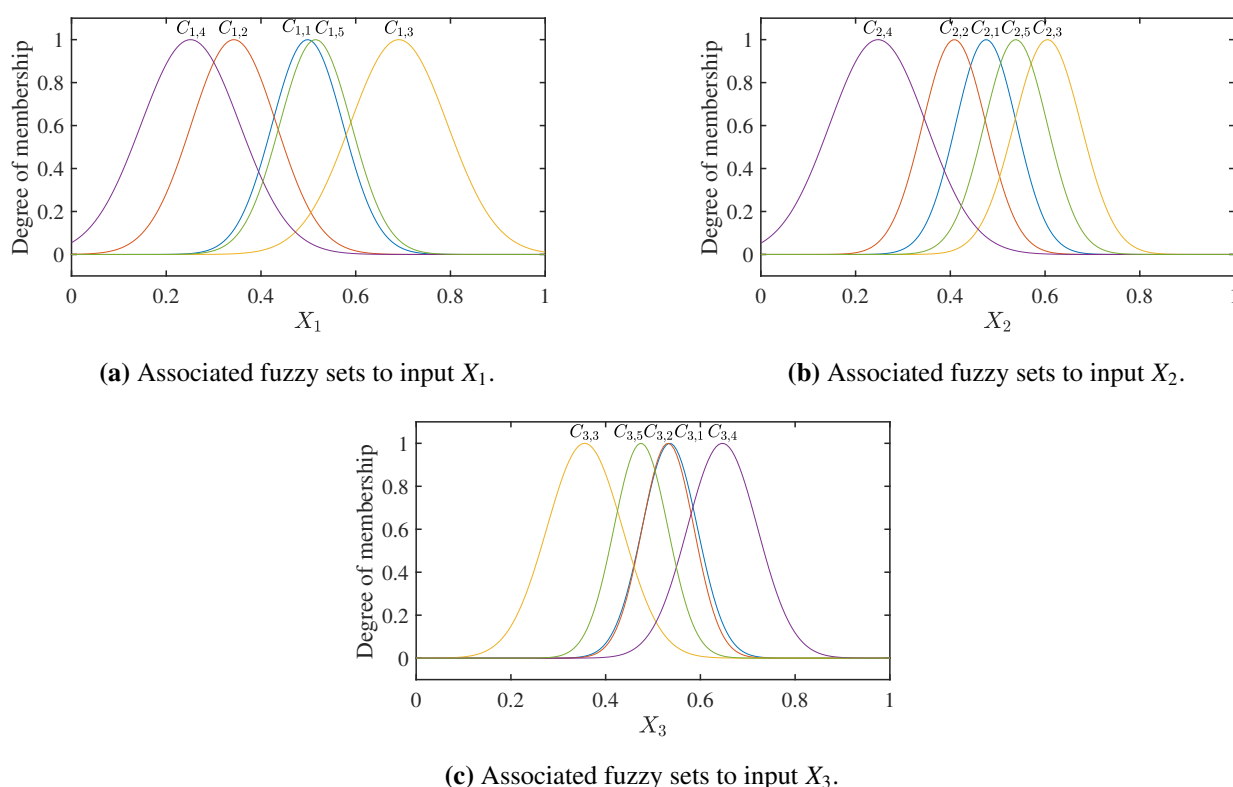 C1,4 C1,2 C1,1 C1,5 C1,3
Degree of membership
1
0.8
0.6
0.4
0.2
0
0 0.2 0.4 0.6 0.8 1
X1
(a) Associated fuzzy sets to input X1.
C2,4 C2,2 C2,1 C2,5 C2,3
Degree of membership
1
0.8
0.6
0.4
0.2
0
0 0.2 0.4 0.6 0.8 1
X2
(b) Associated fuzzy sets to input X2.
C3,3 C3,5 C3,2 C3,1 C3,4
Degree of membership
1
0.8
0.6
0.4
0.2
0
0 0.2 0.4 0.6 0.8 1
X3
(c) Associated fuzzy sets to input X3.